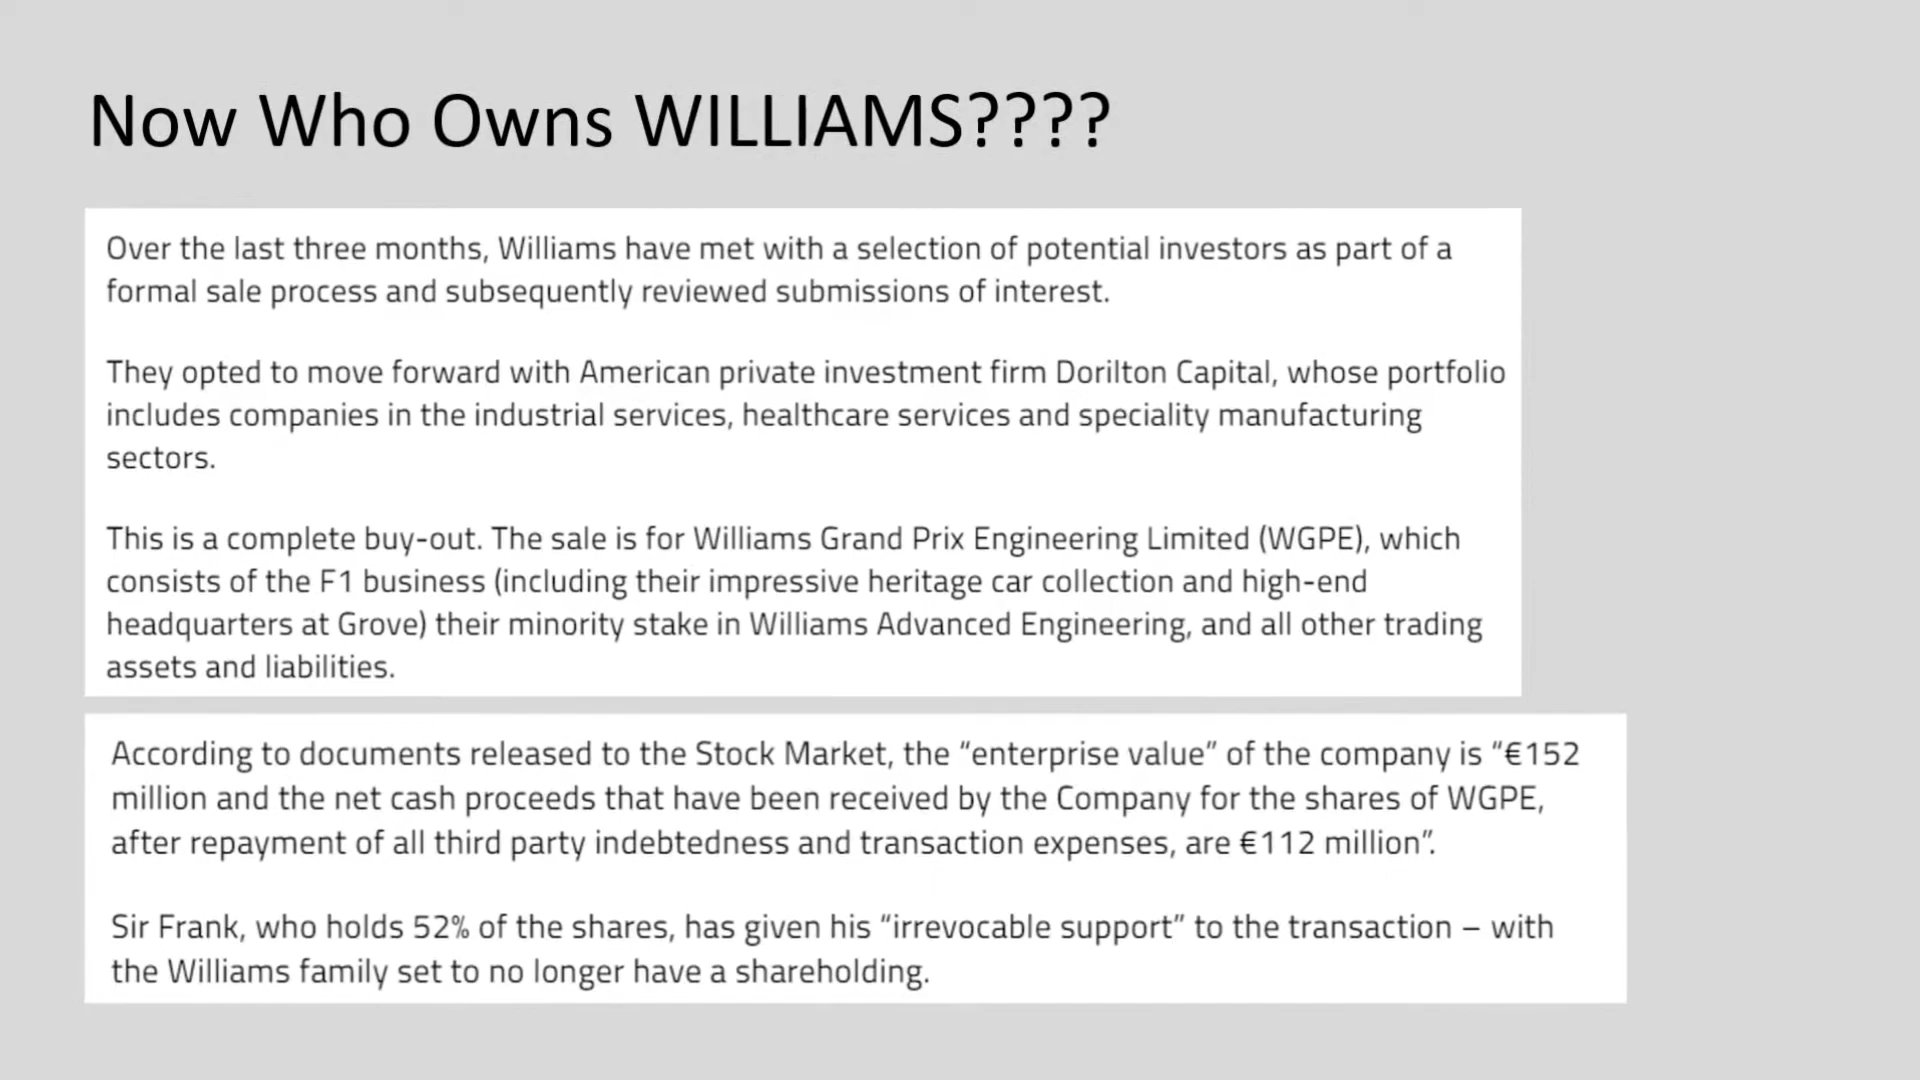 Now Who Owns WILLIAMS????
Over the last three months, Williams have met with a selection of potential investors as part of a
formal sale process and subsequently reviewed submissions of interest.
They opted to move forward with American private investment firm Dorilton Capital, whose portfolio
includes companies in the industrial services, healthcare services and speciality manufacturing
sectors.
This is a complete buy-out. The sale is for Williams Grand Prix Engineering Limited (WGPE), which
consists of the F1 business (including their impressive heritage car collection and high-end
headquarters at Grove) their minority stake in Williams Advanced Engineering, and all other trading
assets and liabilities.
According to documents released to the Stock Market, the “enterprise value” of the company is “€152
million and the net cash proceeds that have been received by the Company for the shares of WGPE,
after repayment of all third party indebtedness and transaction expenses, are €112 million”.
Sir Frank, who holds 52% of the shares, has given his “irrevocable support” to the transaction – with
the Williams family set to no longer have a shareholding.